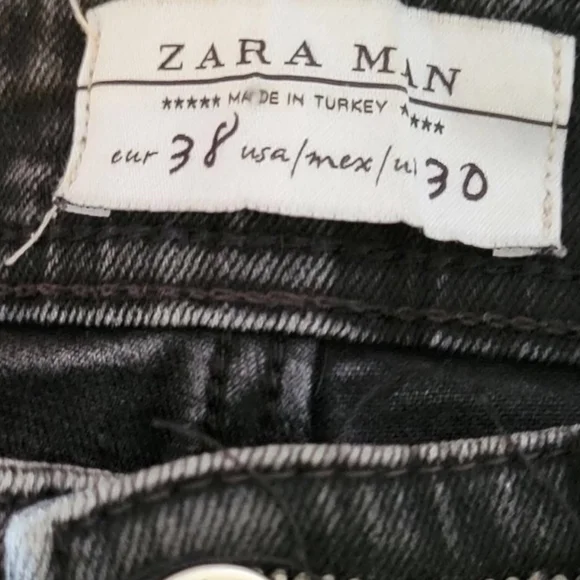 ZARA MAN
***** MADE IN TURKEY ****
eur 38 usa/mex/u 30